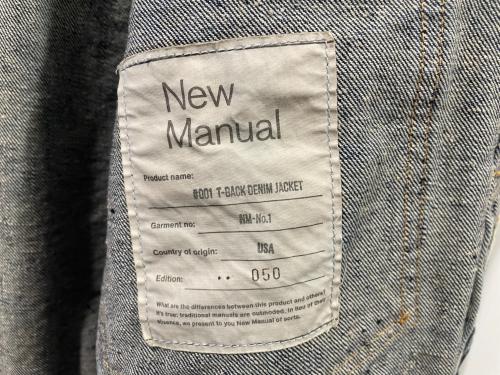 New
Manual
Product name:
#001 T-BACK DENIM JACKET
Garment no: NM-No.1
Country of origin: USA
Edition: •• 050
What are the differences between this product and others?
It's true; traditional manuals are outmoded. In lieu of their
absence, we present to you New Manual of sorts.